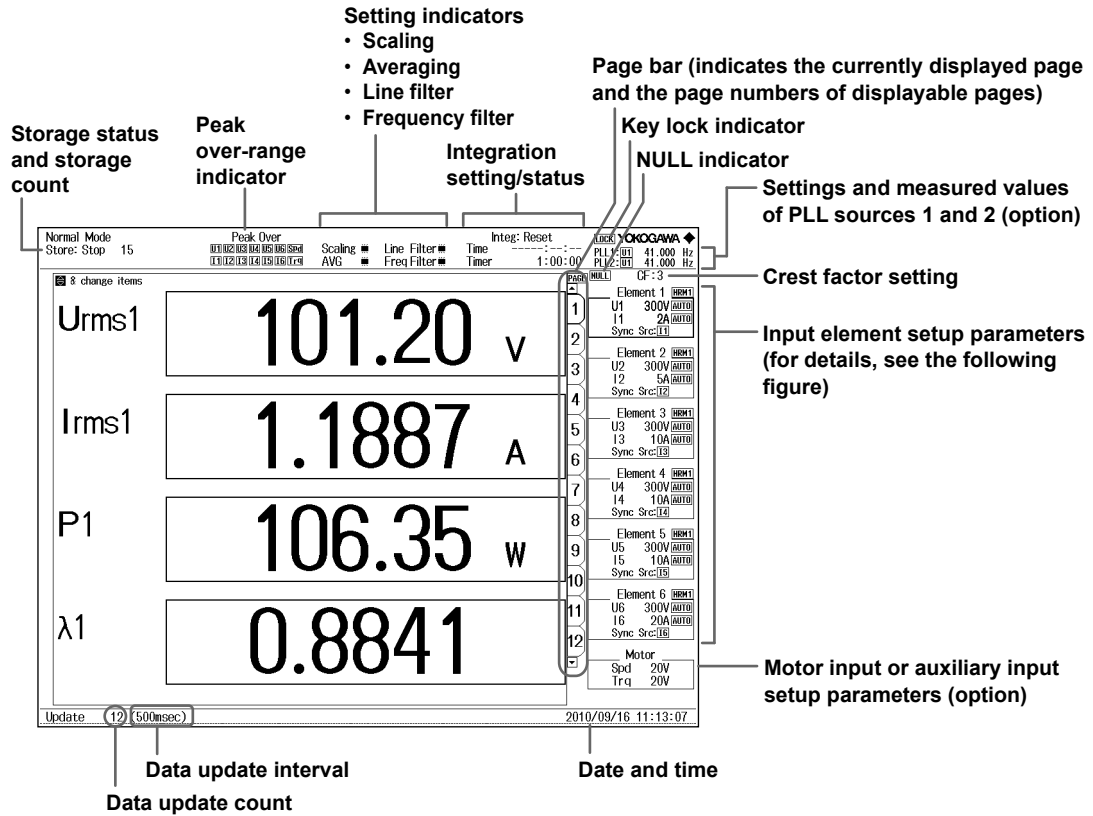 Setting indicators
• Scaling
• Averaging
• Line filter
• Frequency filter
Page bar (indicates the currently displayed page
and the page numbers of displayable pages)
Key lock indicator
NULL indicator
Storage status
and storage
count
Peak
over-range
indicator
Integration
setting/status
Settings and measured values
of PLL sources 1 and 2 (option)
Crest factor setting
Input element setup parameters
(for details, see the following
figure)
Motor input or auxiliary input
setup parameters (option)
Normal Mode
Store: Stop 15
Peak Over
U1 U2 U3 U4 U5 U6 Spd
I1 I2 I3 I4 I5 I6 Trq
Scaling
AVG
Line Filter
Freq Filter
Integ: Reset
Time -----:--:--
Timer 1:00:00
LOCK YOKOGAWA
PLL1: U1 41.000 Hz
PLL2: U1 41.000 Hz
8 change items
PAGE
NULL CF:3
Urms1 101.20 V
Irms1 1.1887 A
P1 106.35 W
λ1 0.8841
1
2
3
4
5
6
7
8
9
10
11
12
Element 1 HRM1
U1 300V AUTO
I1 2A AUTO
Sync Src: I1
Element 2 HRM1
U2 300V AUTO
I2 5A AUTO
Sync Src: I2
Element 3 HRM1
U3 300V AUTO
I3 10A AUTO
Sync Src: I3
Element 4 HRM1
U4 300V AUTO
I4 10A AUTO
Sync Src: I4
Element 5 HRM1
U5 300V AUTO
I5 10A AUTO
Sync Src: I5
Element 6 HRM1
U6 300V AUTO
I6 20A AUTO
Sync Src: I6
Motor
Spd 20V
Trq 20V
Update 12 (500msec)
2010/09/16 11:13:07
Data update interval
Data update count
Date and time